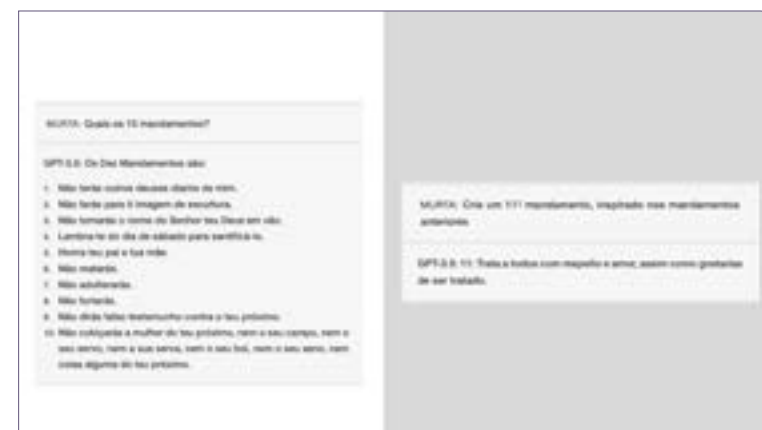 MURTA: Quais os 10 mandamentos?
GPT-3.5: Os Dez Mandamentos são:
1. Não terás outros deuses diante de mim.
2. Não farás para ti imagem de escultura.
3. Não tomarás o nome do Senhor teu Deus em vão.
4. Lembra-te do dia de sábado para santificá-lo.
5. Honra teu pai e tua mãe.
6. Não matarás.
7. Não adulterarás.
8. Não furtarás.
9. Não dirás falso testemunho contra o teu próximo.
10. Não cobiçarás a mulher do teu próximo, nem o seu campo, nem o
seu servo, nem a sua serva, nem o seu boi, nem o seu asno, nem
coisa alguma do teu próximo.
MURTA: Crie um 11º mandamento, inspirado nos mandamentos
anteriores
GPT-3.5: 11: Trata a todos com respeito e amor, assim como gostarias
de ser tratado.